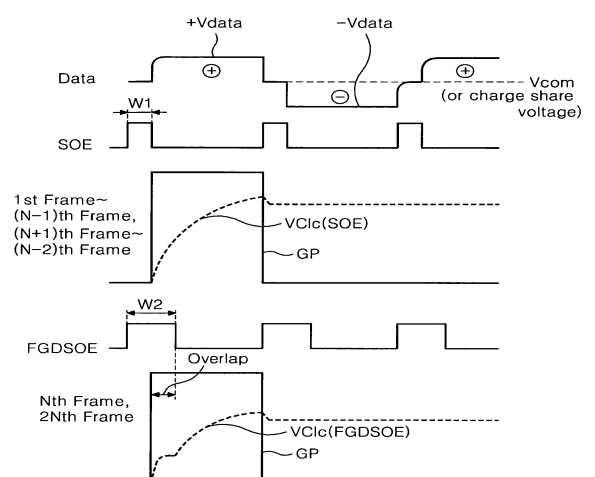 +Vdata
−Vdata
Data
⊕
⊖
⊕
Vcom
(or charge share
voltage)
W1
SOE
1st Frame~
(N−1)th Frame,
(N+1)th Frame~
(N−2)th Frame
VClc(SOE)
GP
W2
FGDSOE
Overlap
Nth Frame,
2Nth Frame
VClc(FGDSOE)
GP